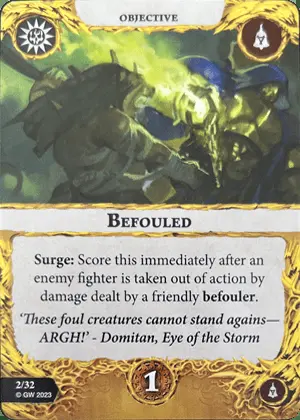 OBJECTIVE
BEFOULED
Surge: Score this immediately after an
enemy fighter is taken out of action by
damage dealt by a friendly befouler.
‘These foul creatures cannot stand agains—
ARGH!’ - Domitan, Eye of the Storm
2/32
© GW 2023
1